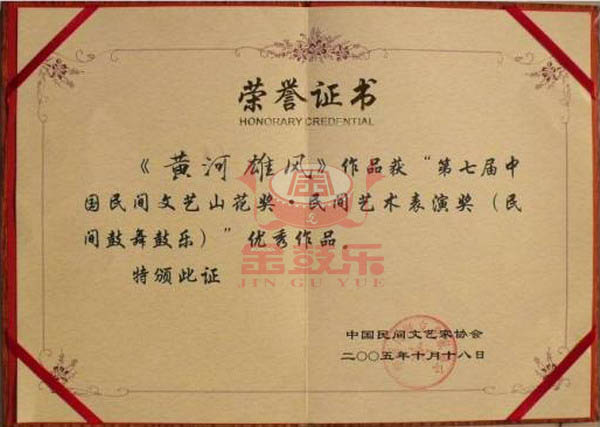 荣誉证书
HONORARY CREDENTIAL
《黄河雄风》作品获“第七届中
国民间文艺山花奖·民间艺术表演奖（民
间鼓舞鼓乐）”优秀作品。
特颁此证
金鼓乐
JIN GU YUE
中国民间文艺家协会
二〇〇五年十月十八日